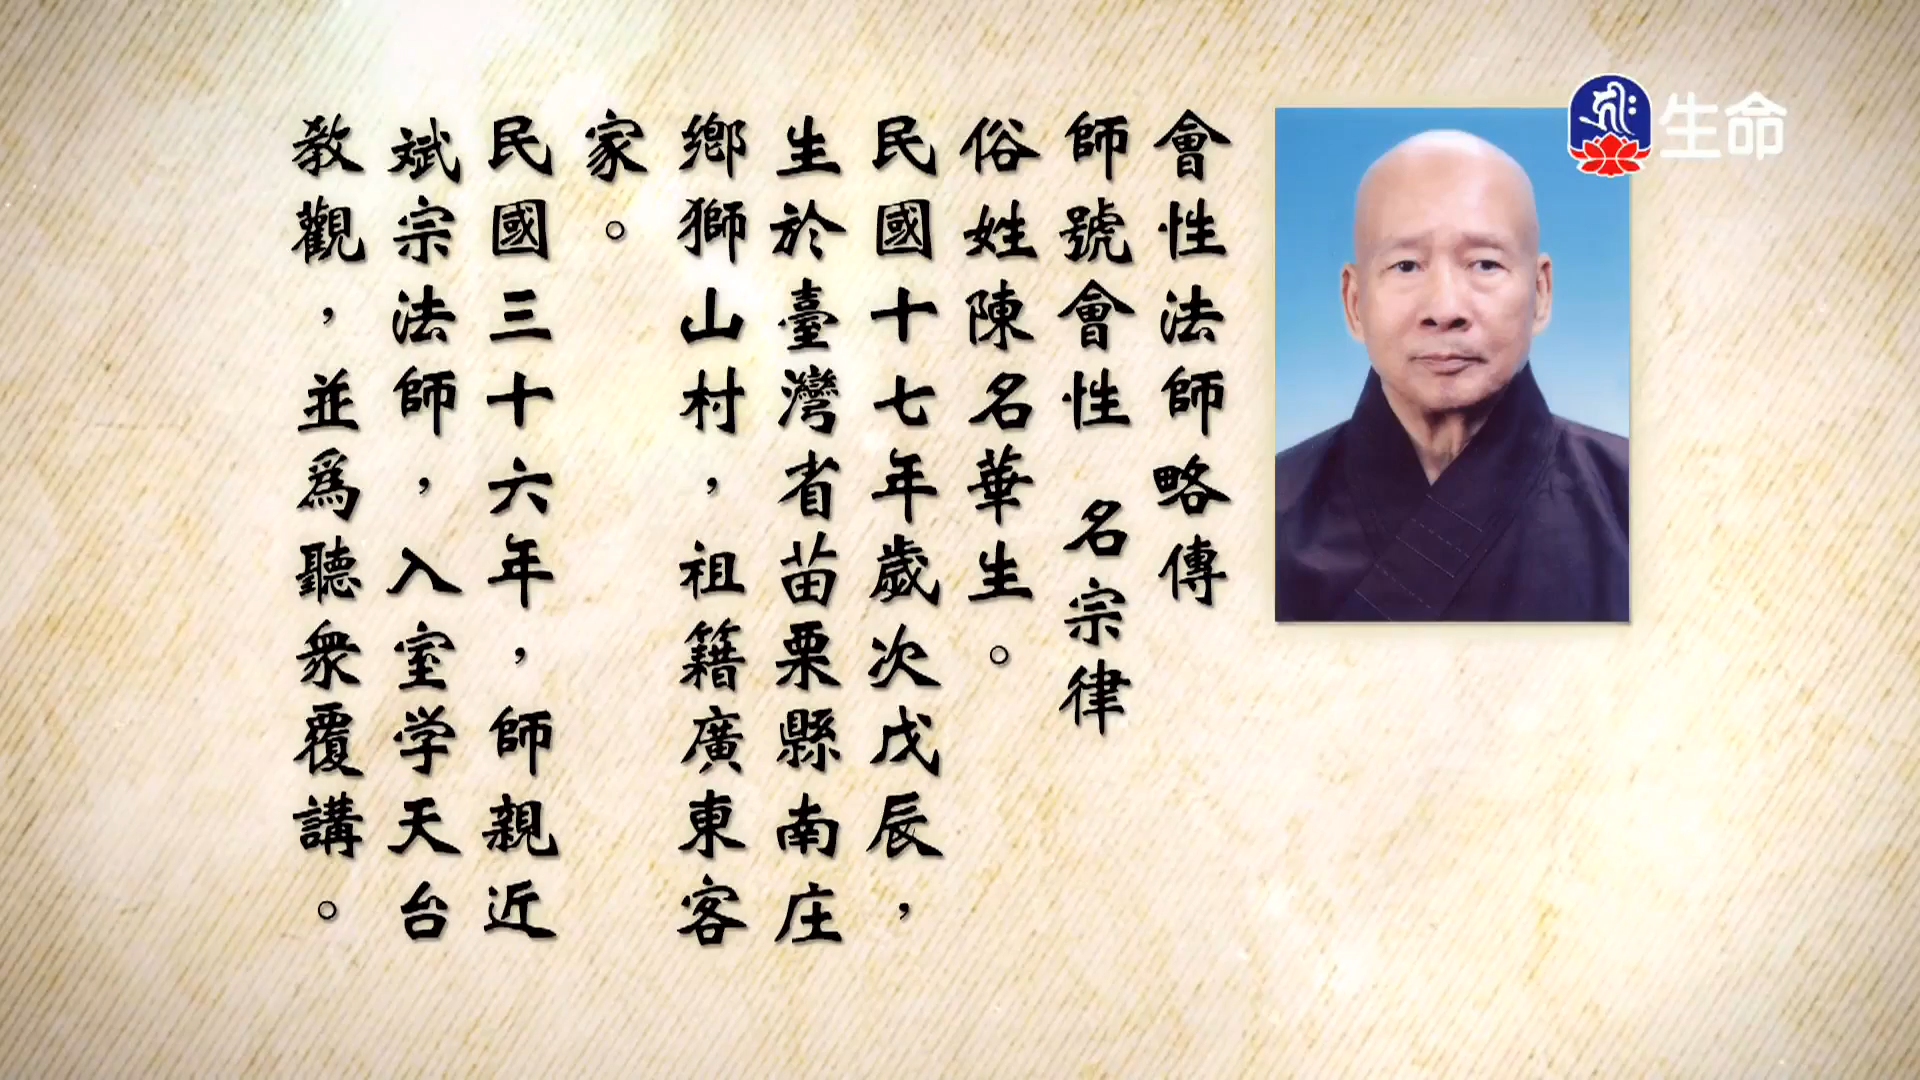 會性法師略傳
師號會性 名宗律
俗姓陳名華生。
民國十七年歲次戊辰，
生於臺灣省苗栗縣南庄
鄉獅山村，祖籍廣東客
家。
民國三十六年，師親近
斌宗法師，入室学天台
教觀，並爲聽衆覆講。
生命